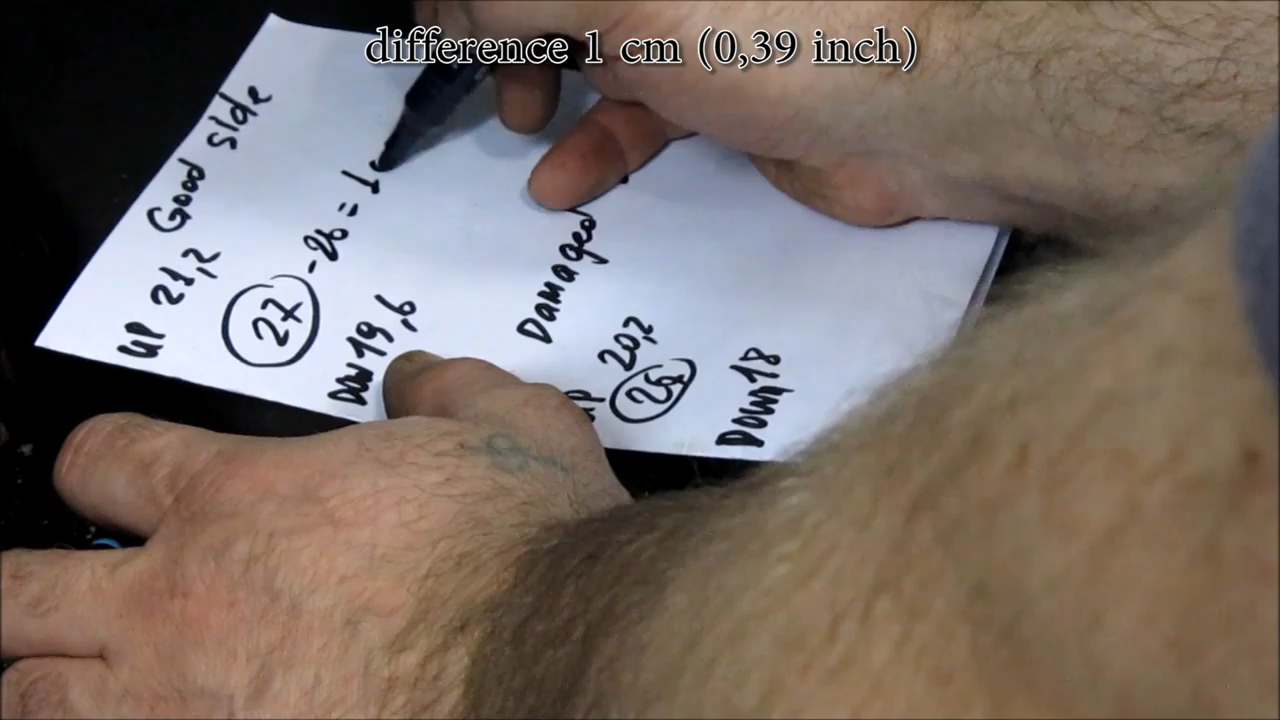 difference 1 cm (0,39 inch)
Good side
UP 21,2
27 - 26 = 1
Dow 19,6
Damaged
UP 20,2
26
Down 18